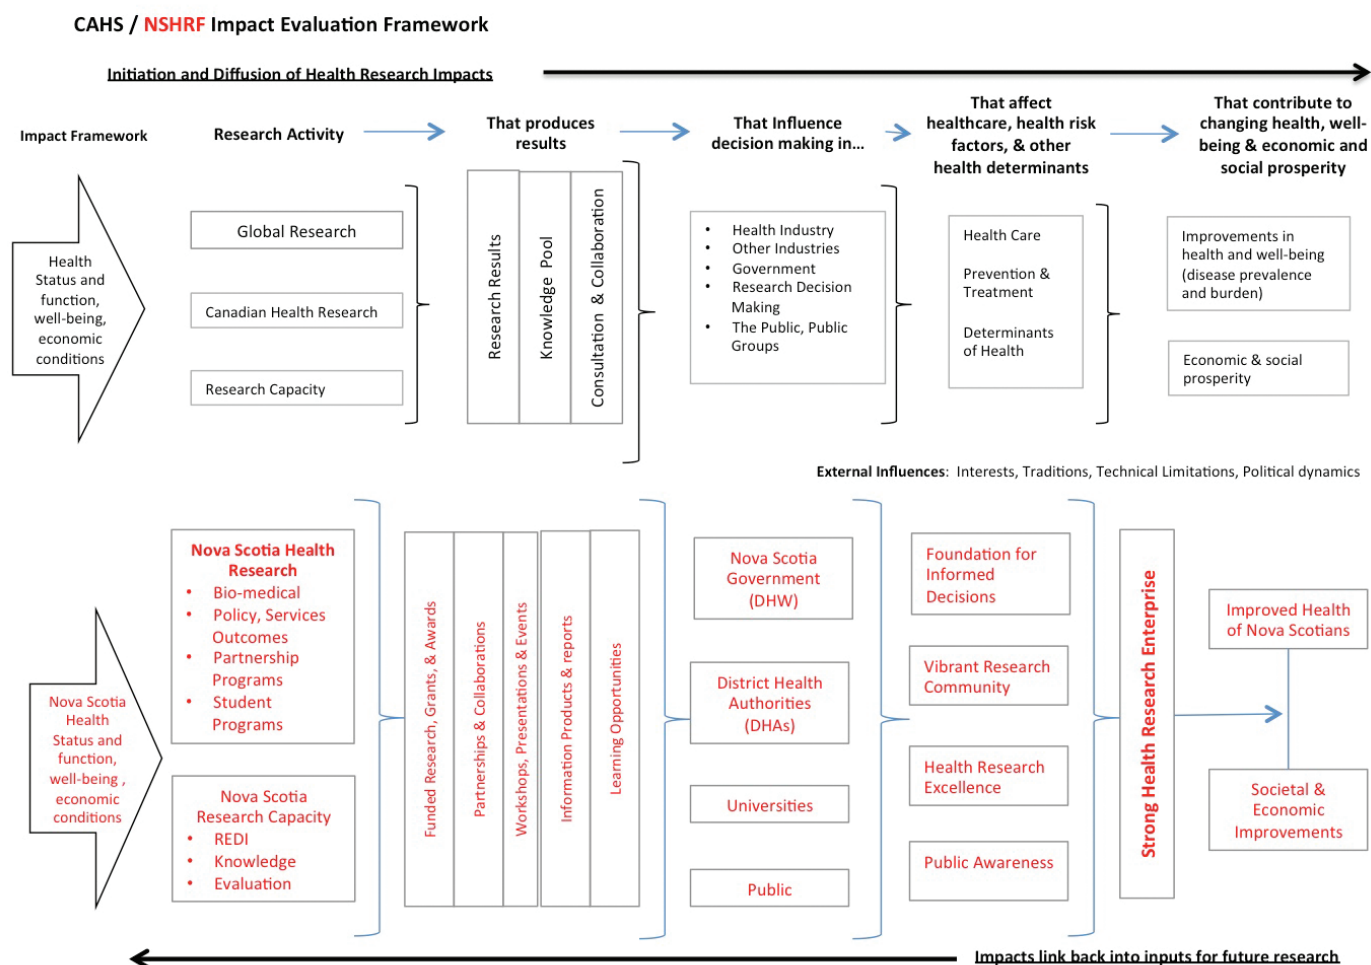 CAHS / NSHRF Impact Evaluation Framework
Initiation and Diffusion of Health Research Impacts
Impact Framework
Research Activity
That produces
results
That Influence
decision making in…
That affect
healthcare, health risk
factors, & other
health determinants
That contribute to
changing health, well-
being & economic and
social prosperity
Health
Status and
function,
well-being,
economic
conditions
Global Research
Canadian Health Research
Research Capacity
Research Results
Knowledge Pool
Consultation & Collaboration
• Health Industry
• Other Industries
• Government
• Research Decision
Making
• The Public, Public
Groups
Health Care
Prevention &
Treatment
Determinants
of Health
Improvements in
health and well-being
(disease prevalence
and burden)
Economic & social
prosperity
External Influences: Interests, Traditions, Technical Limitations, Political dynamics
Nova Scotia
Health
Status and
function,
well-being ,
economic
conditions
Nova Scotia Health
Research
• Bio-medical
• Policy, Services
Outcomes
• Partnership
Programs
• Student
Programs
Nova Scotia
Research Capacity
• REDI
• Knowledge
• Evaluation
Funded Research, Grants, & Awards
Partnerships & Collaborations
Workshops, Presentations & Events
Information Products & reports
Learning Opportunities
Nova Scotia
Government
(DHW)
District Health
Authorities
(DHAs)
Universities
Public
Foundation for
Informed
Decisions
Vibrant Research
Community
Health Research
Excellence
Public Awareness
Strong Health Research Enterprise
Improved Health
of Nova Scotians
Societal &
Economic
Improvements
Impacts link back into inputs for future research